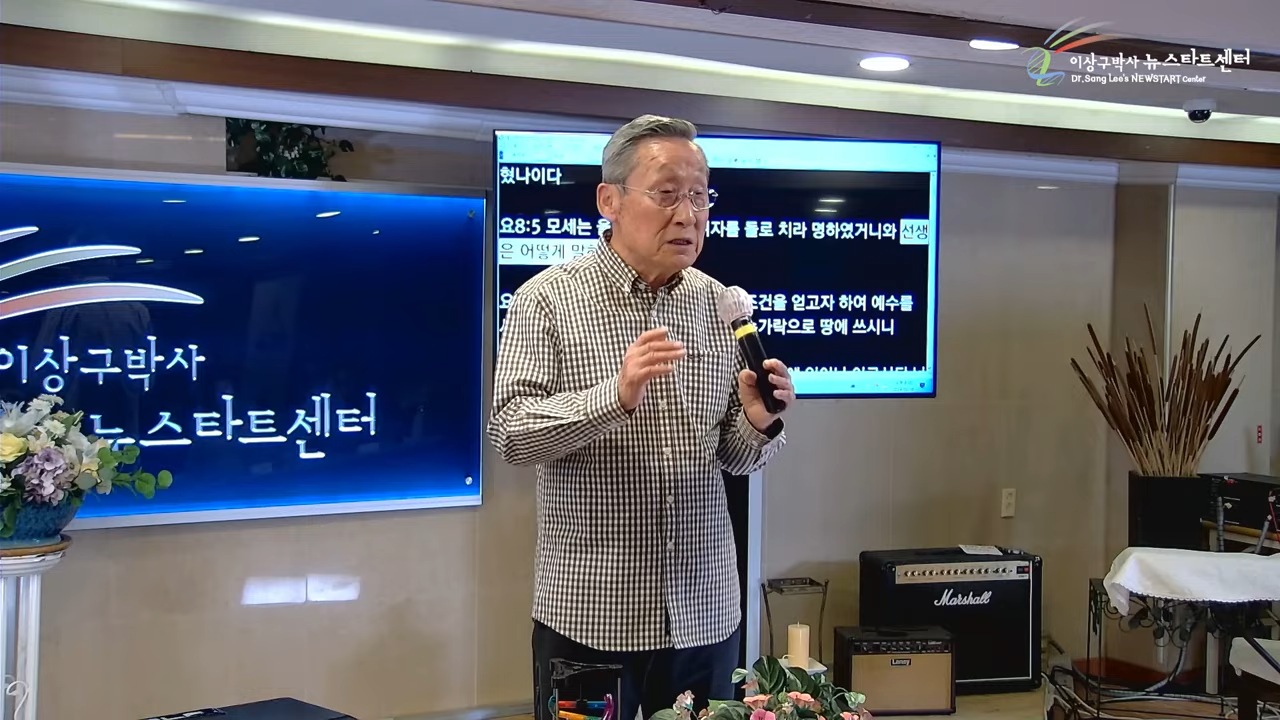 이상구박사 뉴스타트센터
Dr. Sang Lee's NEWSTART Center
혔나이다
요8:5 모세는 자를 돌로 치라 명하였거니와 선생
은 어떻게
조건을 얻고자 하여 예수를
가락으로 땅에 쓰시니
이상구박사
뉴스타트센터
Marshall
Laney